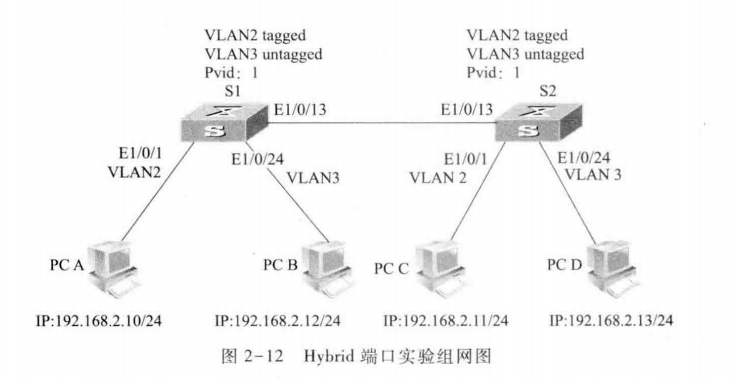 VLAN2 tagged
VLAN3 untagged
Pvid: 1
S1
VLAN2 tagged
VLAN3 untagged
Pvid: 1
S2
E1/0/13
E1/0/13
E1/0/1
VLAN2
E1/0/24
VLAN3
E1/0/1
VLAN 2
E1/0/24
VLAN 3
PC A
PC B
PC C
PC D
IP:192.168.2.10/24
IP:192.168.2.12/24
IP:192.168.2.11/24
IP:192.168.2.13/24
图 2-12 Hybrid 端口实验组网图